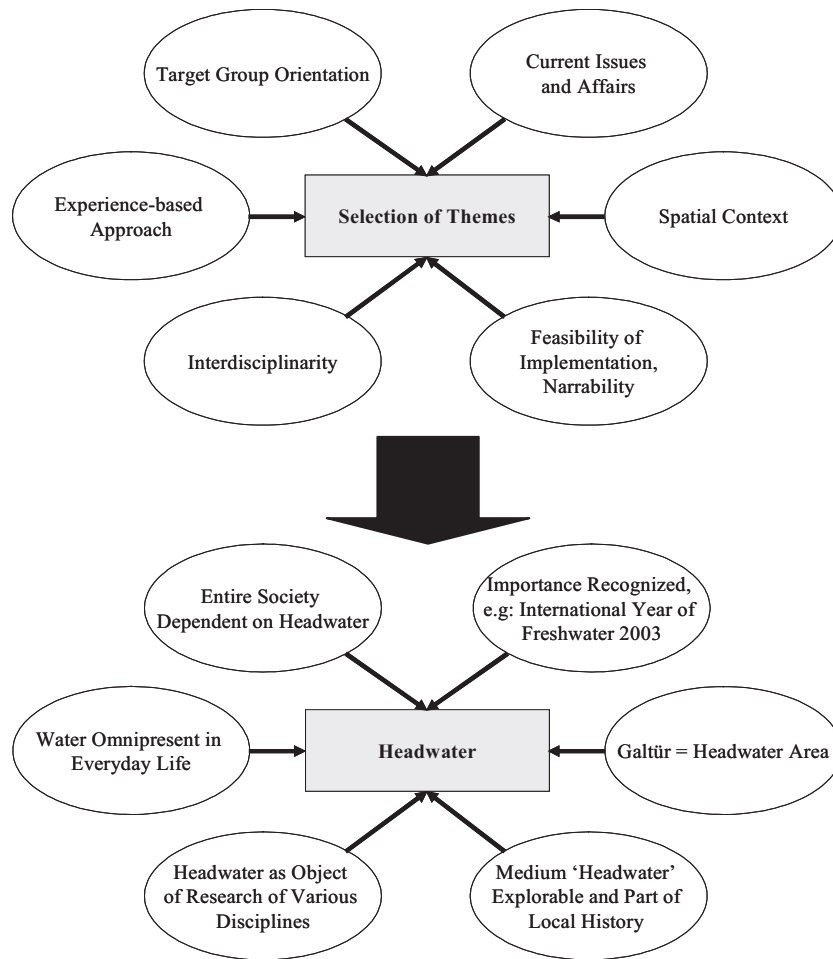 Target Group Orientation
Current Issues
and Affairs
Experience-based
Approach
Selection of Themes
Spatial Context
Interdisciplinarity
Feasibility of
Implementation,
Narrability
Entire Society
Dependent on Headwater
Importance Recognized,
e.g: International Year of
Freshwater 2003
Water Omnipresent in
Everyday Life
Headwater
Galtür = Headwater Area
Headwater as Object
of Research of Various
Disciplines
Medium ‘Headwater’
Explorable and Part of
Local History